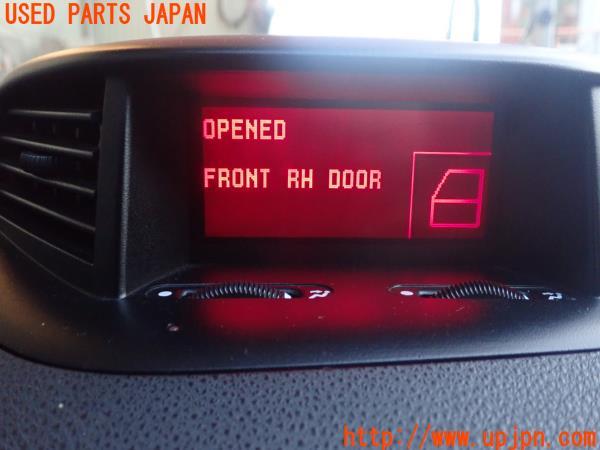 USED PARTS JAPAN
OPENED
FRONT RH DOOR
http://www.upjpn.com